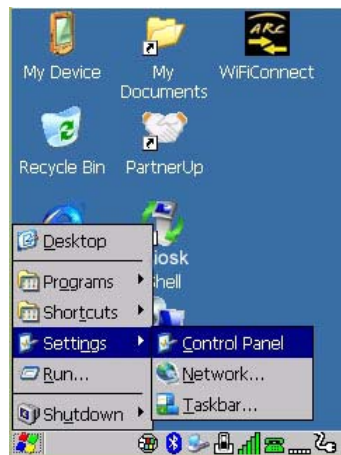 ARC
My Device
My
Documents
WiFiConnect
Recycle Bin
PartnerUp
iosk
Shell
Desktop
Programs
Shortcuts
Settings
Run...
Shutdown
Control Panel
Network...
Taskbar...